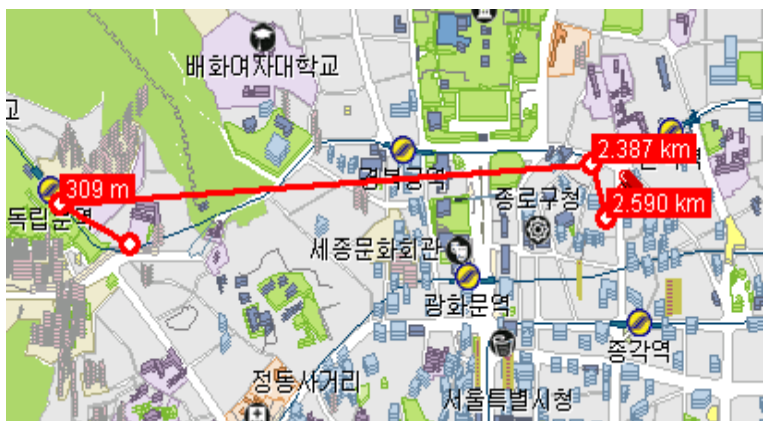 배화여자대학교
교
2.387 km
경복궁역
309 m
독립문역
종로구청
2.590 km
세종문화회관
광화문역
종각역
정동사거리
서울특별시청